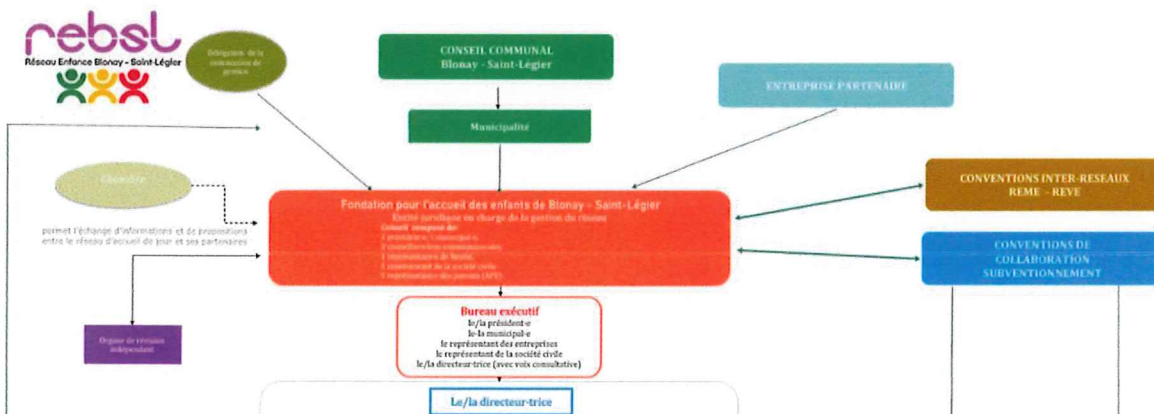 rebsl
Réseau Enfance Blonay - Saint-Légier
Délégation de la
commission de
gestion
CONSEIL COMMUNAL
Blonay - Saint-Légier
ENTREPRISE PARTENAIRE
Municipalité
permet l'échange d'informations et de propositions
entre le réseau d'accueil de jour et ses partenaires
Fondation pour l'accueil des enfants de Blonay - Saint-Légier
Entité juridique en charge de la gestion du réseau
Conseil composé de:
CONVENTIONS INTER-RESEAUX
REME - REVE
CONVENTIONS DE
COLLABORATION
SUBVENTIONNEMENT
Organe de révision
indépendant
Bureau exécutif
le/la président-e
le-la municipal-e
le représentant des entreprises
le représentant de la société civile
le/la directeur-trice (avec voix consultative)
Le/la directeur-trice